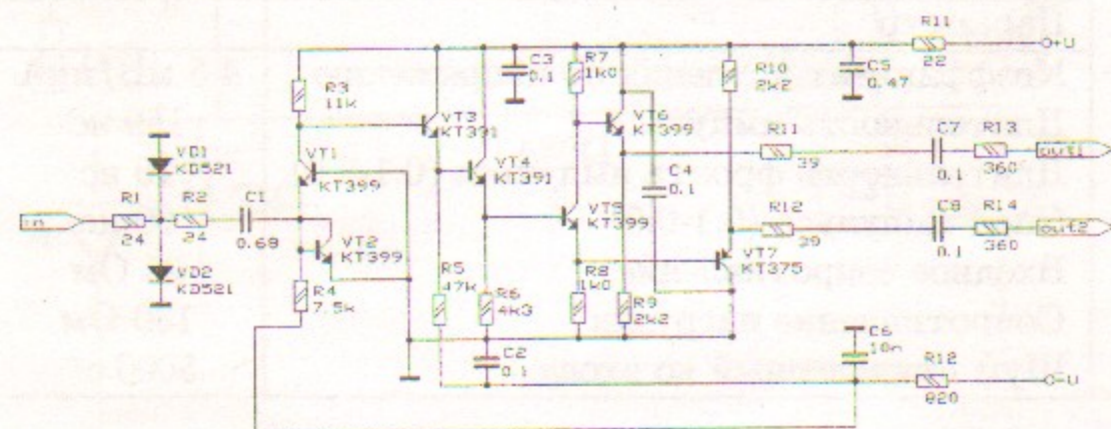 R11
+U
22
C3
0.1
R7
1k0
R10
2k2
C5
0.47
R3
11k
VT3
KT391
VT6
KT399
VD1
KD521
VT1
KT399
VT4
KT391
C4
0.1
R11
39
C7
0.1
R13
360
out1
in
R1
24
R2
24
C1
0.68
VT2
KT399
VT5
KT399
R12
39
C8
0.1
R14
360
out2
VD2
KD521
R4
7.5k
R5
47k
R6
4k3
R8
1k0
R9
2k2
VT7
KT375
C2
0.1
C6
10n
R12
820
-U